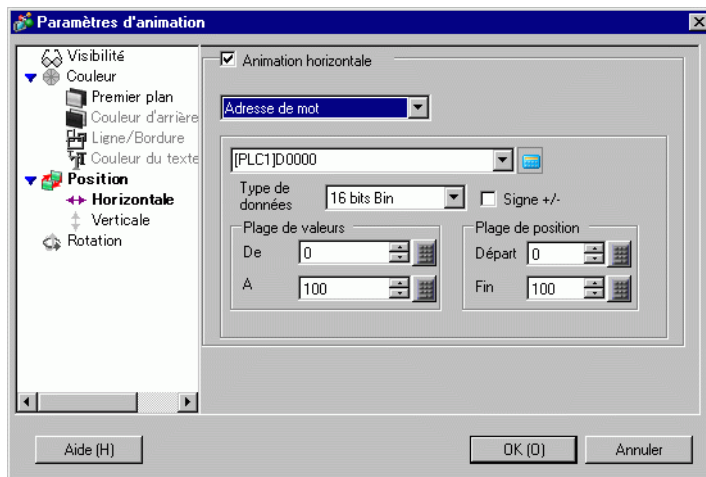 Paramètres d'animation
Visibilité
Couleur
Premier plan
Couleur d'arrière
Ligne/Bordure
Couleur du texte
Position
Horizontale
Verticale
Rotation
Animation horizontale
Adresse de mot
[PLC1]D0000
Type de données 16 bits Bin Signe +/-
Plage de valeurs Plage de position
De 0 Départ 0
A 100 Fin 100
Aide (H) OK (O) Annuler